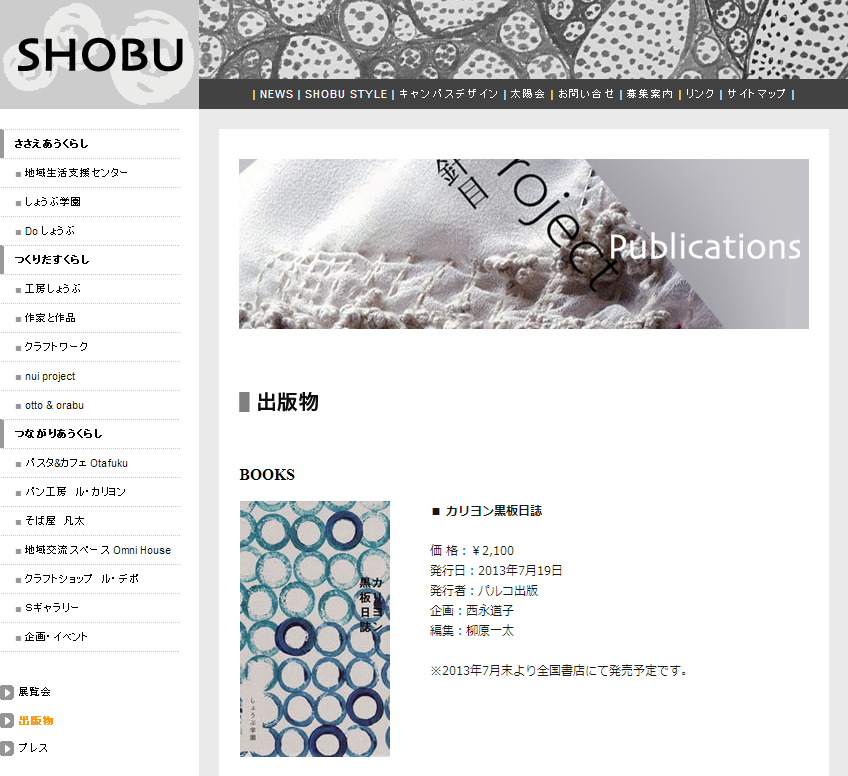 SHOBU
| NEWS | SHOBU STYLE | キャンパスデザイン | 太陽会 | お問い合せ | 募集案内 | リンク | サイトマップ |
ささえあうくらし
地域生活支援センター
しょうぶ学園
Do しょうぶ
つくりだすくらし
工房しょうぶ
作家と作品
クラフトワーク
nui project
otto & orabu
つながりあうくらし
パスタ&カフェ Otafuku
パン工房　ル・カリヨン
そば屋　凡太
地域交流スペース Omni House
クラフトショップ　ル・デポ
Sギャラリー
企画・イベント
展覧会
出版物
プレス
針目
roject
Publications
出版物
BOOKS
カリヨン
黒板日誌
しょうぶ学園
■ カリヨン黒板日誌
価 格：￥2,100
発行日：2013年7月19日
発行者：パルコ出版
企画：西永道子
編集：柳原一太
※2013年7月末より全国書店にて発売予定です。